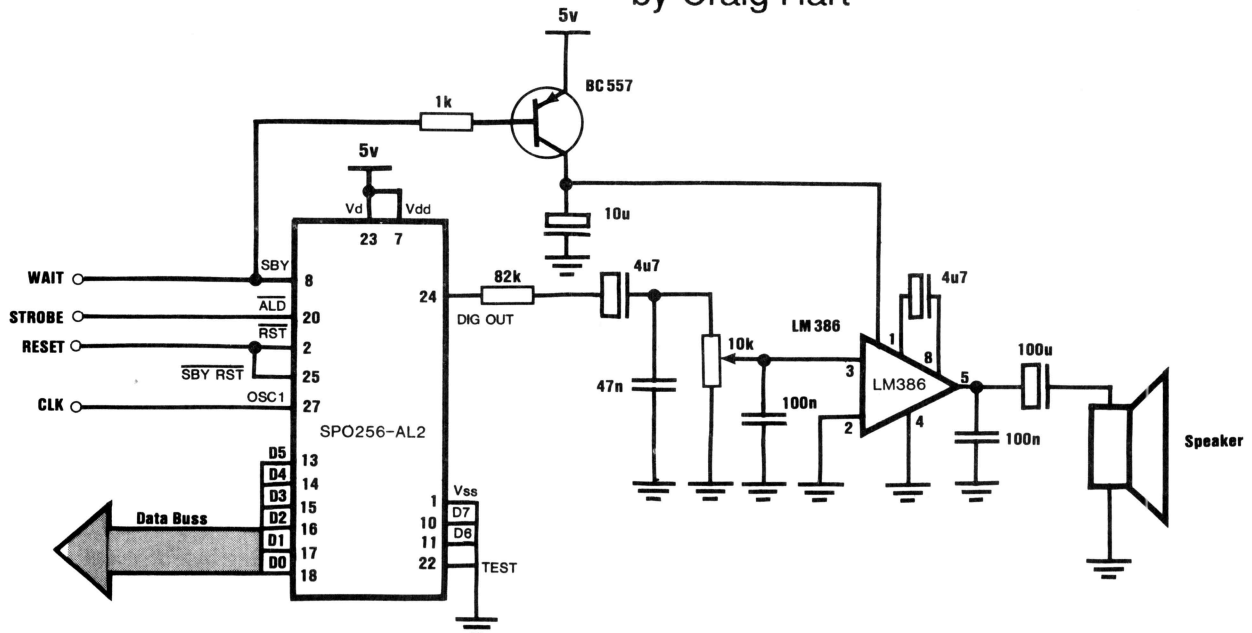 by Craig Hart
5v
BC557
1k
5v
Vd
Vdd
23
7
10u
WAIT
SBY
8
STROBE
ALD
20
RESET
RST
2
SBY RST
25
CLK
OSC1
27
24
DIG OUT
82k
4u7
47n
10k
100n
LM386
4u7
1
8
3
LM386
5
2
4
100u
100n
Speaker
SPO256-AL2
D5
13
D4
14
D3
15
D2
16
D1
17
D0
18
Data Buss
1
Vss
10
D7
11
D6
22
TEST